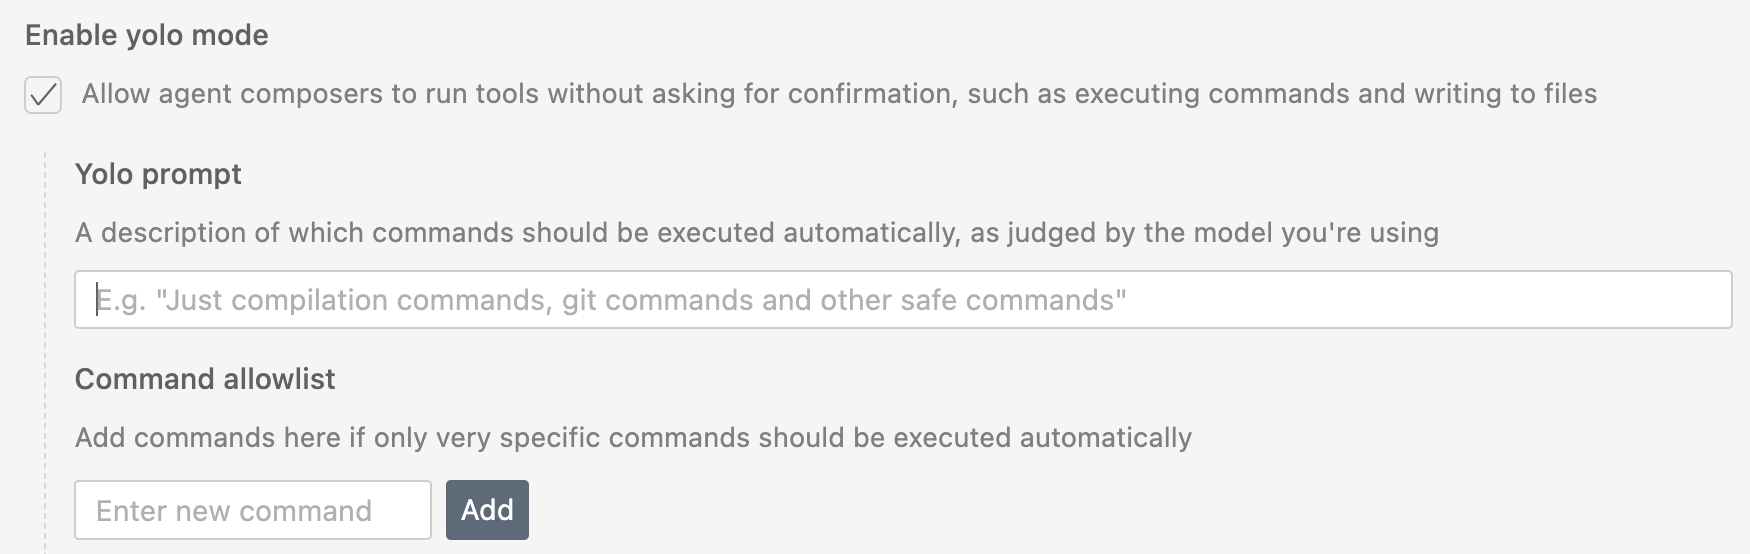 Enable yolo mode
Allow agent composers to run tools without asking for confirmation, such as executing commands and writing to files
Yolo prompt
A description of which commands should be executed automatically, as judged by the model you're using
E.g. "Just compilation commands, git commands and other safe commands"
Command allowlist
Add commands here if only very specific commands should be executed automatically
Enter new command Add